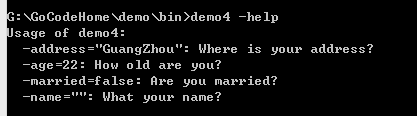 G:\GoCodeHome\demo\bin>demo4 -help
Usage of demo4:
  -address="GuangZhou": Where is your address?
  -age=22: How old are you?
  -married=false: Are you married?
  -name="": What your name?